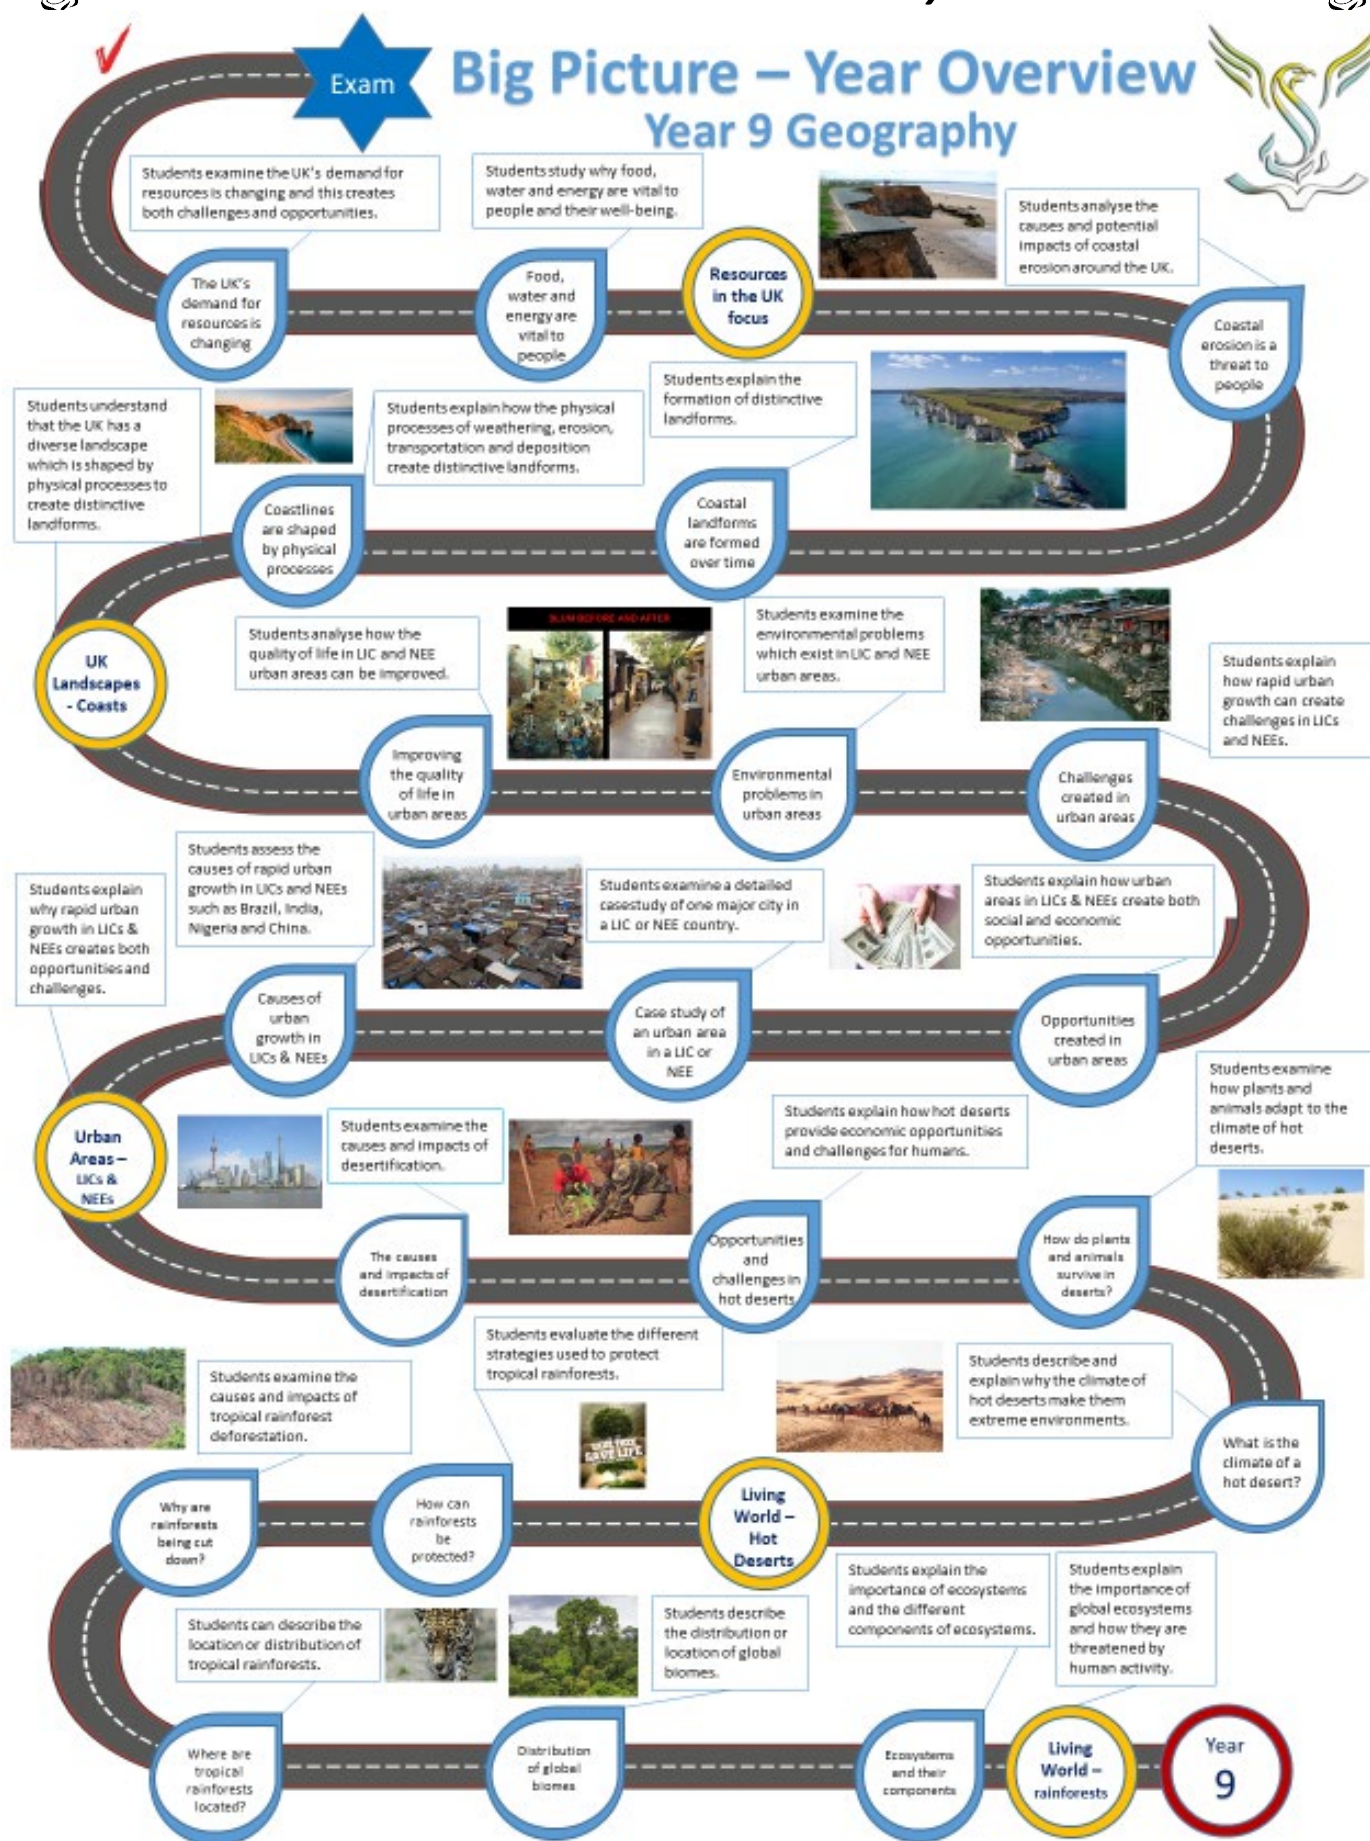 Big Picture – Year Overview
Year 9 Geography
Exam
Students examine the UK's demand for
resources is changing and this creates
both challenges and opportunities.
Students study why food,
water and energy are vital to
people and their well-being.
Students analyse the
causes and potential
impacts of coastal
erosion around the UK.
The UK's
demand for
resources is
changing
Food,
water and
energy are
vital to
people
Resources
in the UK
focus
Coastal
erosion is a
threat to
people
Students understand
that the UK has a
diverse landscape
which is shaped by
physical processes to
create distinctive
landforms.
Students explain how the physical
processes of weathering, erosion,
transportation and deposition
create distinctive landforms.
Students explain the
formation of distinctive
landforms.
Coastlines
are shaped
by physical
processes
Coastal
landforms
are formed
over time
UK
Landscapes
- Coasts
Students analyse how the
quality of life in LIC and NEE
urban areas can be improved.
SLUM BEFORE AND AFTER
Students examine the
environmental problems
which exist in LIC and NEE
urban areas.
Students explain
how rapid urban
growth can create
challenges in LICs
and NEEs.
Improving
the quality
of life in
urban areas
Environmental
problems in
urban areas
Challenges
created in
urban areas
Students explain
why rapid urban
growth in LICs &
NEEs creates both
opportunities and
challenges.
Students assess the
causes of rapid urban
growth in LICs and NEEs
such as Brazil, India,
Nigeria and China.
Students examine a detailed
casestudy of one major city in
a LIC or NEE country.
Students explain how urban
areas in LICs & NEEs create both
social and economic
opportunities.
Causes of
urban
growth in
LICs & NEEs
Case study of
an urban area
in a LIC or
NEE
Opportunities
created in
urban areas
Urban
Areas –
LICs &
NEEs
Students examine the
causes and impacts of
desertification.
Students explain how hot deserts
provide economic opportunities
and challenges for humans.
Students examine
how plants and
animals adapt to the
climate of hot
deserts.
The causes
and impacts of
desertification
Opportunities
and
challenges in
hot deserts
How do plants
and animals
survive in
deserts?
Students examine the
causes and impacts of
tropical rainforest
deforestation.
Students evaluate the different
strategies used to protect
tropical rainforests.
SAVE LIFE
Students describe and
explain why the climate of
hot deserts make them
extreme environments.
What is the
climate of a
hot desert?
Why are
rainforests
being cut
down?
How can
rainforests
be
protected?
Living
World –
Hot
Deserts
Students can describe the
location or distribution of
tropical rainforests.
Students describe
the distribution or
location of global
biomes.
Students explain the
importance of ecosystems
and the different
components of ecosystems.
Students explain
the importance of
global ecosystems
and how they are
threatened by
human activity.
Where are
tropical
rainforests
located?
Distribution
of global
biomes
Ecosystems
and their
components
Living
World –
rainforests
Year
9